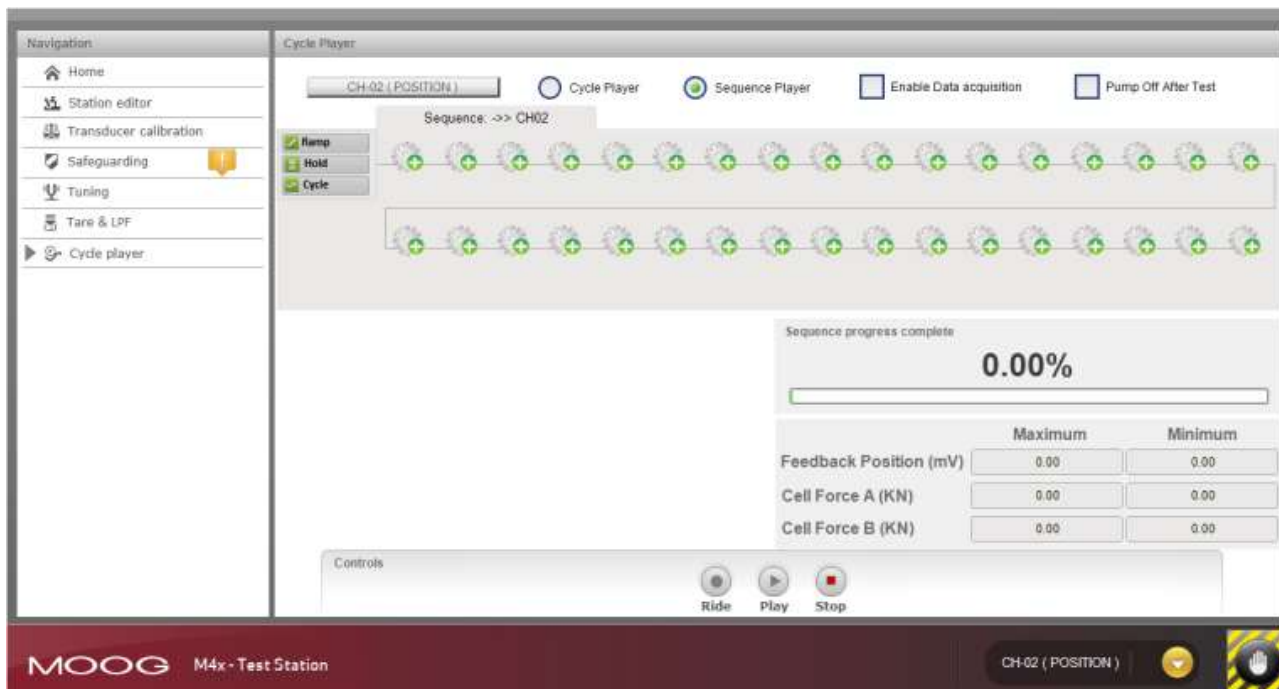 Navigation
Home
Station editor
Transducer calibration
Safeguarding
Tuning
Tare & LPF
Cycle player
Cycle Player
CH-02 ( POSITION ) Cycle Player Sequence Player Enable Data acquisition Pump Off After Test
Sequence: ->> CH02
Ramp
Hold
Cycle
Sequence progress complete
0.00%
Maximum Minimum
Feedback Position (mV) 0.00 0.00
Cell Force A (KN) 0.00 0.00
Cell Force B (KN) 0.00 0.00
Controls
Ride Play Stop
MOOG M4x - Test Station CH-02 ( POSITION )